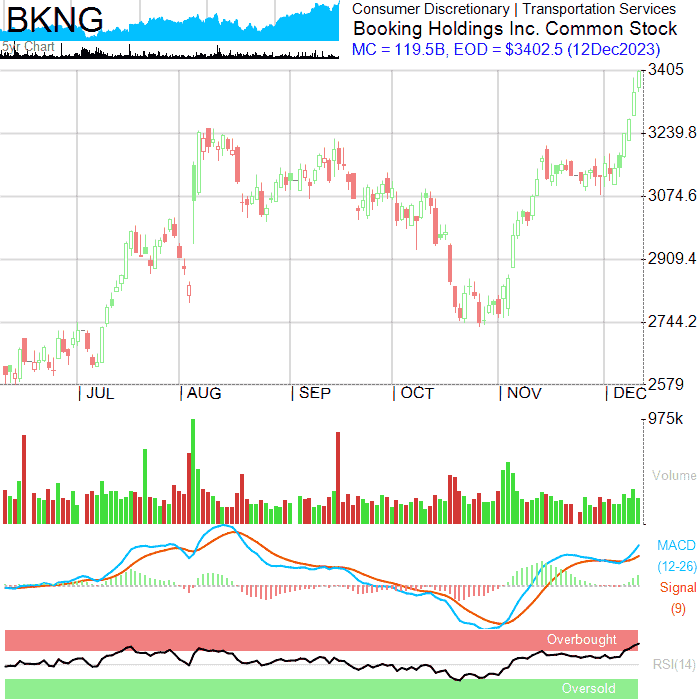 BKNG
Consumer Discretionary | Transportation Services
Booking Holdings Inc. Common Stock
MC = 119.5B, EOD = $3402.5 (12Dec2023)
5yr Chart
3405
3239.8
3074.6
2909.4
2744.2
2579
| JUL | AUG | SEP | OCT | NOV | DEC
975k
Volume
MACD
(12-26)
Signal
(9)
Overbought
RSI(14)
Oversold